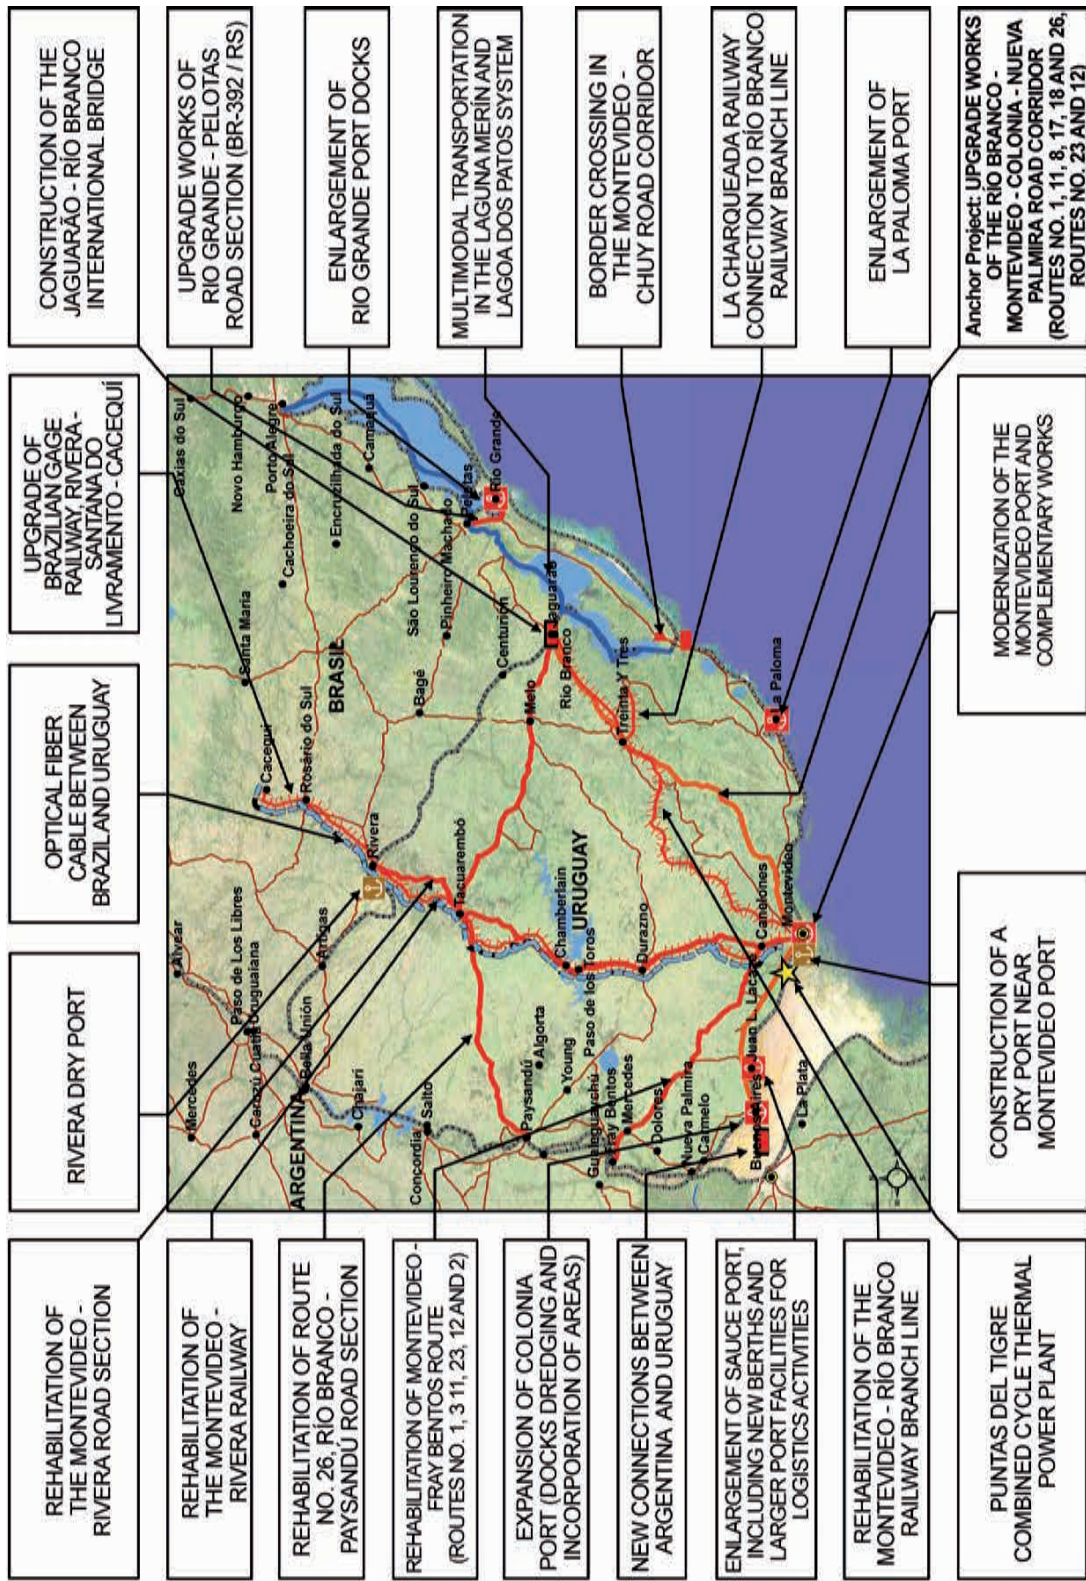 REHABILITATION OF
THE MONTEVIDEO -
RIVERA ROAD SECTION
REHABILITATION OF
THE MONTEVIDEO -
RIVERA RAILWAY
REHABILITATION OF ROUTE
NO. 26, RÍO BRANCO -
PAYSANDÚ ROAD SECTION
REHABILITATION OF MONTEVIDEO -
FRAY BENTOS ROUTE
(ROUTES NO. 1, 3 11, 23, 12 AND 2)
EXPANSION OF COLONIA
PORT (DOCKS DREDGING AND
INCORPORATION OF AREAS)
NEW CONNECTIONS BETWEEN
ARGENTINA AND URUGUAY
ENLARGEMENT OF SAUCE PORT,
INCLUDING NEW BERTHS AND
LARGER PORT FACILITIES FOR
LOGISTICS ACTIVITIES
REHABILITATION OF THE
MONTEVIDEO - RÍO BRANCO
RAILWAY BRANCH LINE
PUNTAS DEL TIGRE
COMBINED CYCLE THERMAL
POWER PLANT
RIVERA DRY PORT
OPTICAL FIBER
CABLE BETWEEN
BRAZIL AND URUGUAY
UPGRADE OF
BRAZILIAN GAGE
RAILWAY, RIVERA -
SANTANA DO
LIVRAMENTO - CACEQUÍ
Alvear
Caxias do Sul
Mercedes
Paso de Los Libres
Uruguaiana
Curuzú Cuatiá
Santa Maria
Novo Hamburgo
Cacequi
Porto Alegre
Cachoeira do Sul
ARGENTINA
Bella Unión
Artigas
Rosário do Sul
BRASIL
Encruzilhada do Sul
Chajarí
Rivera
Camaquã
Concordia
Salto
Bagé
São Lourenco do Sul
Pinheiro Machado
Tacuarembó
Pelotas
Rio Grande
Centurión
Paysandú
Melo
Algorta
Chamberlain
Jaguarão
Río Branco
Young
URUGUAY
Paso de los Toros
Gualeguaychú
Fray Bentos
Mercedes
Treinta Y Tres
Durazno
Dolores
Nueva Palmira
Carmelo
Buenos Aires
Juan L. Lacaze
Canelones
Montevideo
La Paloma
La Plata
CONSTRUCTION OF A
DRY PORT NEAR
MONTEVIDEO PORT
MODERNIZATION OF THE
MONTEVIDEO PORT AND
COMPLEMENTARY WORKS
CONSTRUCTION OF THE
JAGUARÃO - RÍO BRANCO
INTERNATIONAL BRIDGE
UPGRADE WORKS OF
RIO GRANDE - PELOTAS
ROAD SECTION (BR-392 / RS)
ENLARGEMENT OF
RIO GRANDE PORT DOCKS
MULTIMODAL TRANSPORTATION
IN THE LAGUNA MERÍN AND
LAGOA DOS PATOS SYSTEM
BORDER CROSSING IN
THE MONTEVIDEO -
CHUY ROAD CORRIDOR
LA CHARQUEADA RAILWAY
CONNECTION TO RÍO BRANCO
RAILWAY BRANCH LINE
ENLARGEMENT OF
LA PALOMA PORT
Anchor Project: UPGRADE WORKS
OF THE RÍO BRANCO -
MONTEVIDEO - COLONIA - NUEVA
PALMIRA ROAD CORRIDOR
(ROUTES NO. 1, 11, 8, 17, 18 AND 26,
ROUTES NO. 23 AND 12)